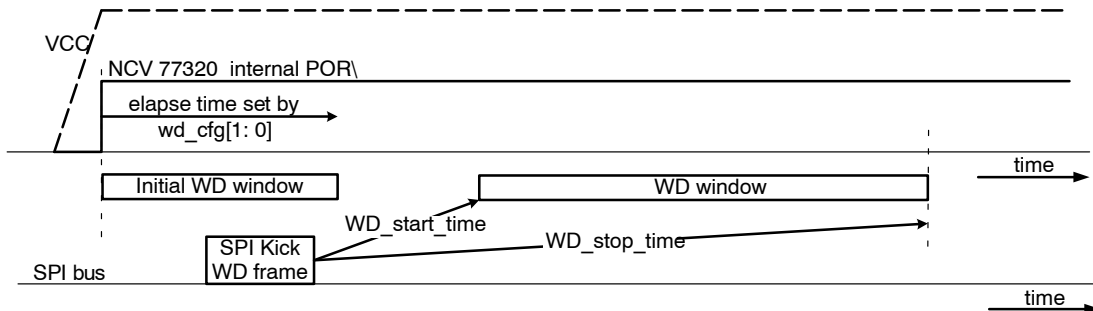 VCC
NCV 77320 internal POR\
elapse time set by
wd_cfg[1: 0]
time
Initial WD window
WD window
WD_start_time
SPI Kick
WD frame
WD_stop_time
SPI bus
time